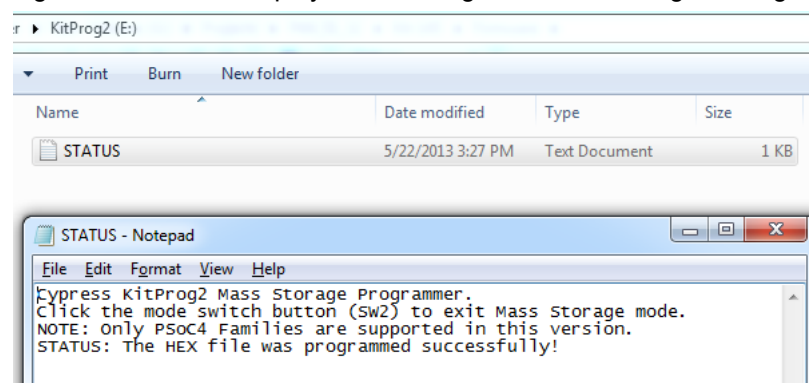 KitProg2 (E:)
Print Burn New folder
Name Date modified Type Size
STATUS 5/22/2013 3:27 PM Text Document 1 KB
STATUS - Notepad
File Edit Format View Help
Cypress KitProg2 Mass Storage Programmer.
Click the mode switch button (SW2) to exit Mass Storage mode.
NOTE: Only PSoC4 Families are supported in this version.
STATUS: The HEX file was programmed successfully!